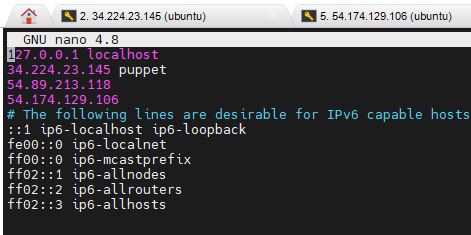 2. 34.224.23.145 (ubuntu)
5. 54.174.129.106 (ubuntu)
GNU nano 4.8
127.0.0.1 localhost
34.224.23.145 puppet
54.89.213.118
54.174.129.106
# The following lines are desirable for IPv6 capable hosts
::1 ip6-localhost ip6-loopback
fe00::0 ip6-localnet
ff00::0 ip6-mcastprefix
ff02::1 ip6-allnodes
ff02::2 ip6-allrouters
ff02::3 ip6-allhosts